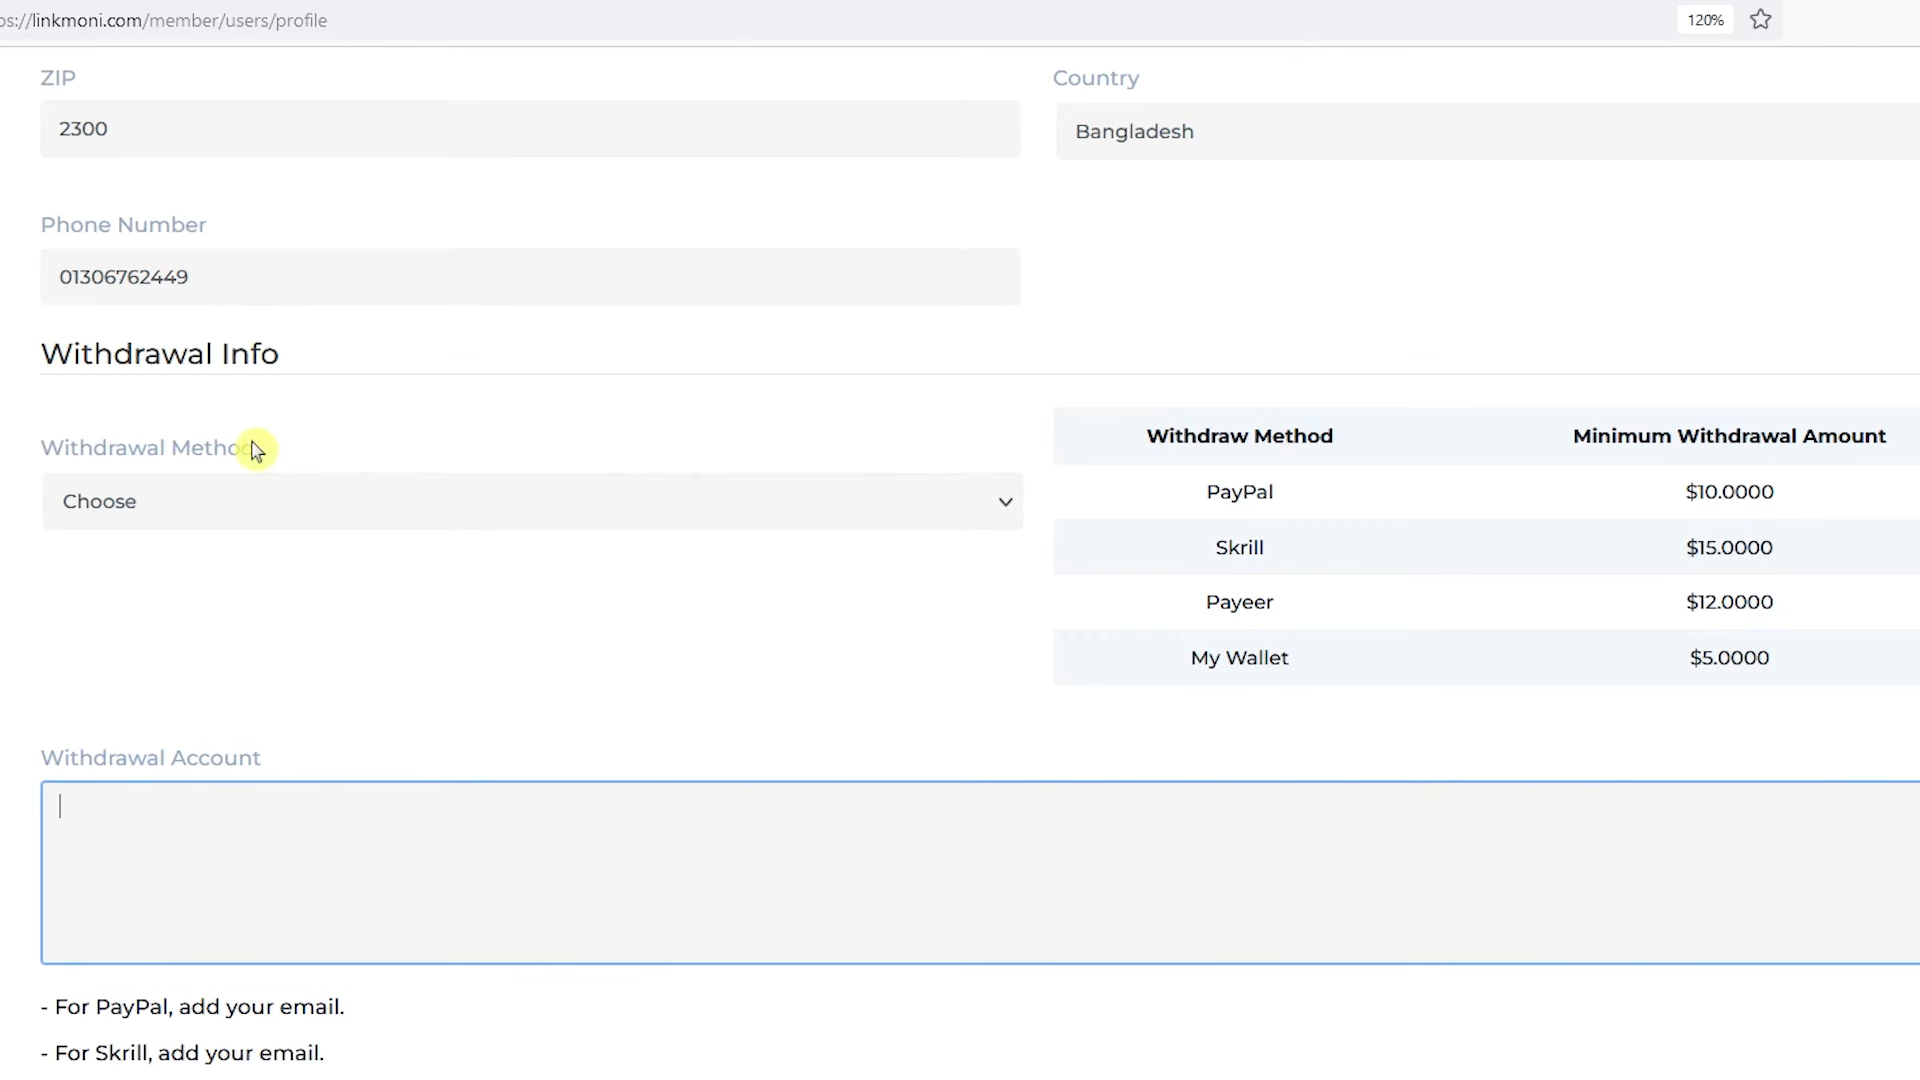 ps://linkmoni.com/member/users/profile
120%
ZIP
Country
2300
Bangladesh
Phone Number
01306762449
Withdrawal Info
Withdrawal Method
Choose
Withdraw Method
Minimum Withdrawal Amount
PayPal
$10.0000
Skrill
$15.0000
Payeer
$12.0000
My Wallet
$5.0000
Withdrawal Account
- For PayPal, add your email.
- For Skrill, add your email.